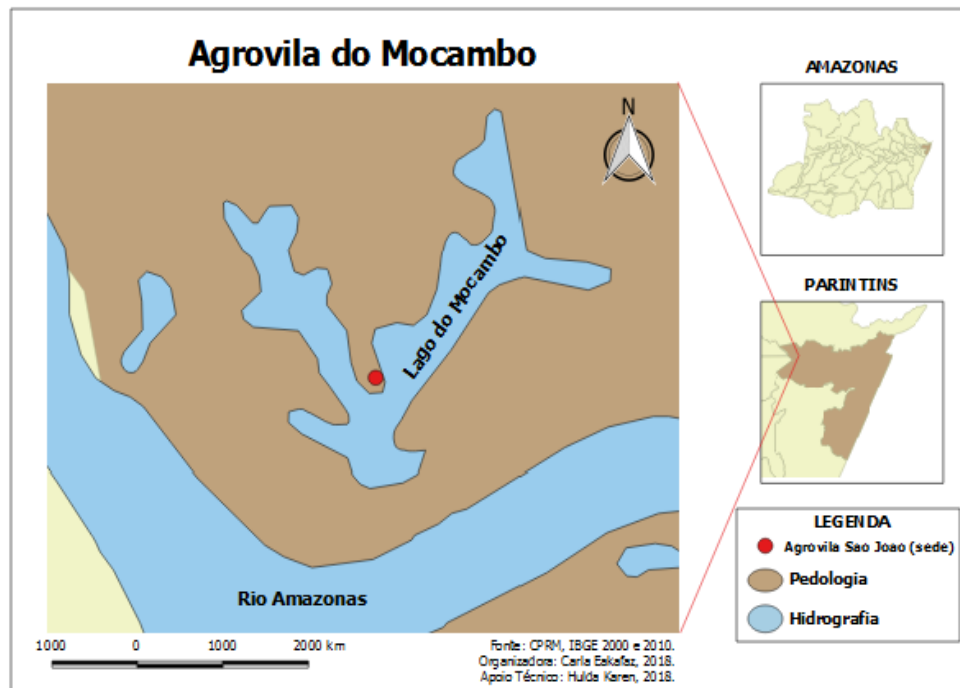 Agrovila do Mocambo
N
Lago do Mocambo
Rio Amazonas
1000 0 1000 2000 km
Fonte: CPRM, IBGE 2000 e 2010.
Organizadora: Carla Eakafaz, 2018.
Apoio Técnico: Hulda Karen, 2018.
AMAZONAS
PARINTINS
LEGENDA
Agrovila Sao Joao (sede)
Pedologia
Hidrografia